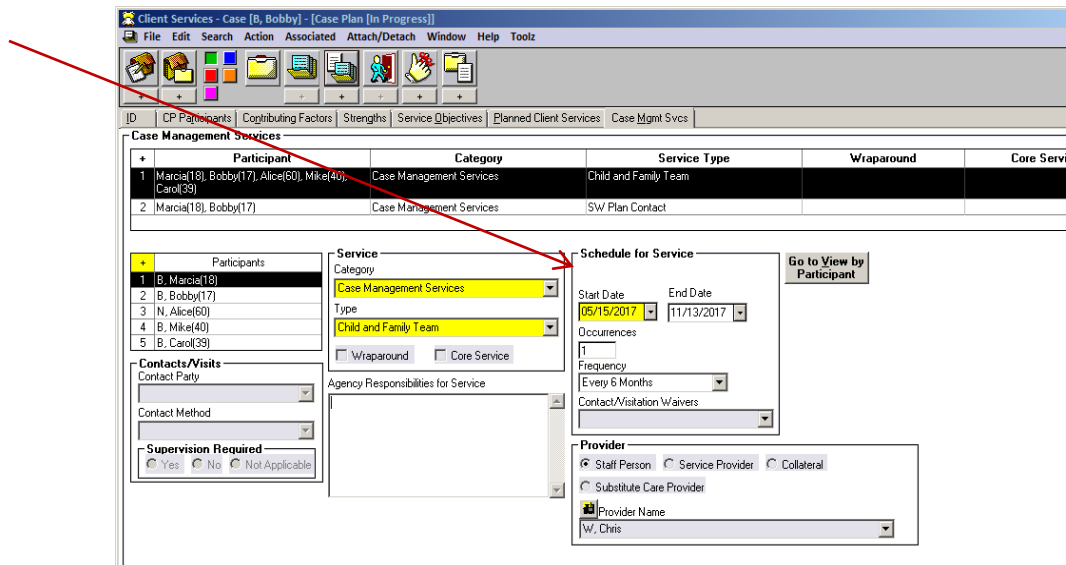 Client Services - Case [B, Bobby] - [Case Plan [In Progress]]
File Edit Search Action Associated Attach/Detach Window Help Toolz
+ + + + + + +
ID CP Participants Contributing Factors Strengths Service Objectives Planned Client Services Case Mgmt Svcs
Case Management Services
+ Participant Category Service Type Wraparound Core Servi
1 Marcia(18), Bobby(17), Alice(60), Mike(40), Case Management Services Child and Family Team
Carol(39)
2 Marcia(18), Bobby(17) Case Management Services SW Plan Contact
+ Participants
1 B, Marcia(18)
2 B, Bobby(17)
3 N, Alice(60)
4 B, Mike(40)
5 B, Carol(39)
Contacts/Visits
Contact Party
Contact Method
Supervision Required
Yes No Not Applicable
Service
Category
Case Management Services
Type
Child and Family Team
Wraparound Core Service
Agency Responsibilities for Service
Schedule for Service
Start Date End Date
05/15/2017 11/13/2017
Occurrences
1
Frequency
Every 6 Months
Contact/Visitation Waivers
Go to View by
Participant
Provider
Staff Person Service Provider Collateral
Substitute Care Provider
Provider Name
W, Chris